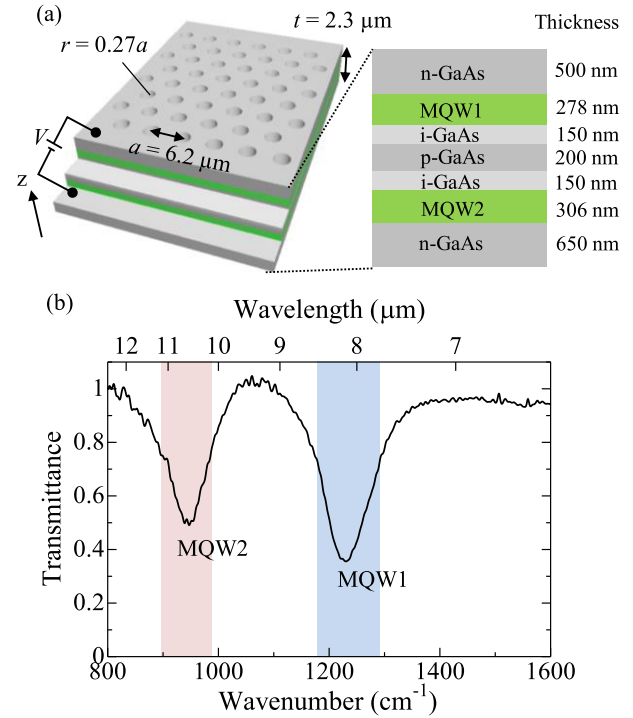 (a)
t = 2.3 μm
Thickness
r = 0.27a
n-GaAs 500 nm
MQW1 278 nm
i-GaAs 150 nm
V
p-GaAs 200 nm
a = 6.2 μm
i-GaAs 150 nm
z
MQW2 306 nm
n-GaAs 650 nm
(b)
Wavelength (μm)
12 11 10 9 8 7
1
0.8
0.6
0.4
0.2
0
Transmittance
MQW2
MQW1
800 1000 1200 1400 1600
Wavenumber (cm⁻¹)